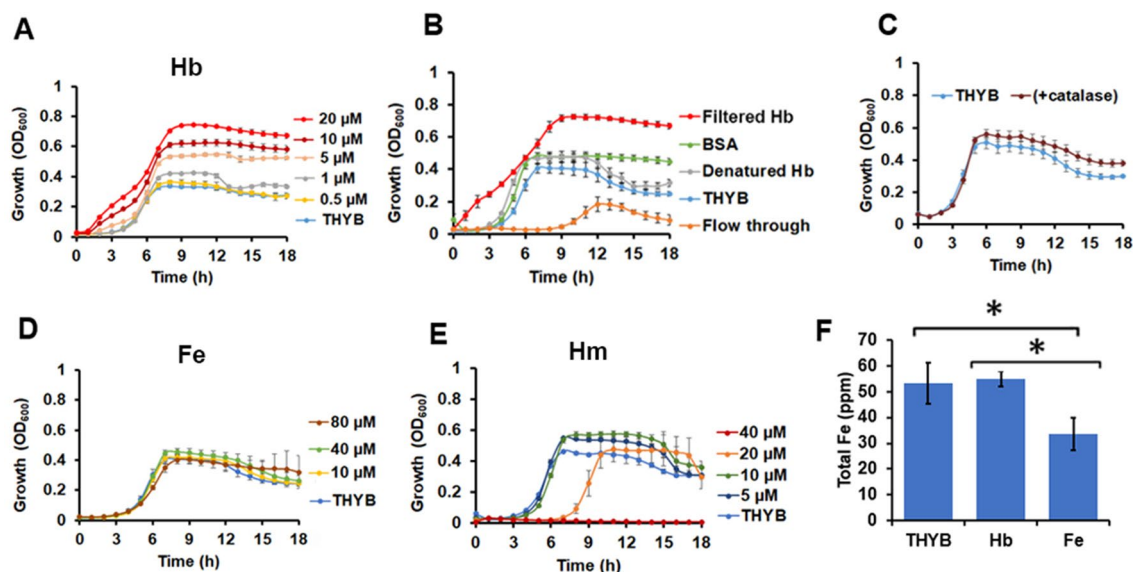 A
Hb
Growth (OD600)
1
0.8
0.6
0.4
0.2
0
0 3 6 9 12 15 18
Time (h)
20 µM
10 µM
5 µM
1 µM
0.5 µM
THYB
B
Growth (OD600)
1
0.8
0.6
0.4
0.2
0
0 3 6 9 12 15 18
Time (h)
Filtered Hb
BSA
Denatured Hb
THYB
Flow through
C
Growth (OD600)
1
0.8
0.6
0.4
0.2
0
0 3 6 9 12 15 18
Time (h)
THYB (+catalase)
D
Fe
Growth (OD600)
1
0.8
0.6
0.4
0.2
0
0 3 6 9 12 15 18
Time (h)
80 µM
40 µM
10 µM
THYB
E
Hm
Growth (OD600)
1
0.8
0.6
0.4
0.2
0
0 3 6 9 12 15 18
Time (h)
40 µM
20 µM
10 µM
5 µM
THYB
F
Total Fe (ppm)
70
60
50
40
30
20
10
0
*
*
THYB Hb Fe